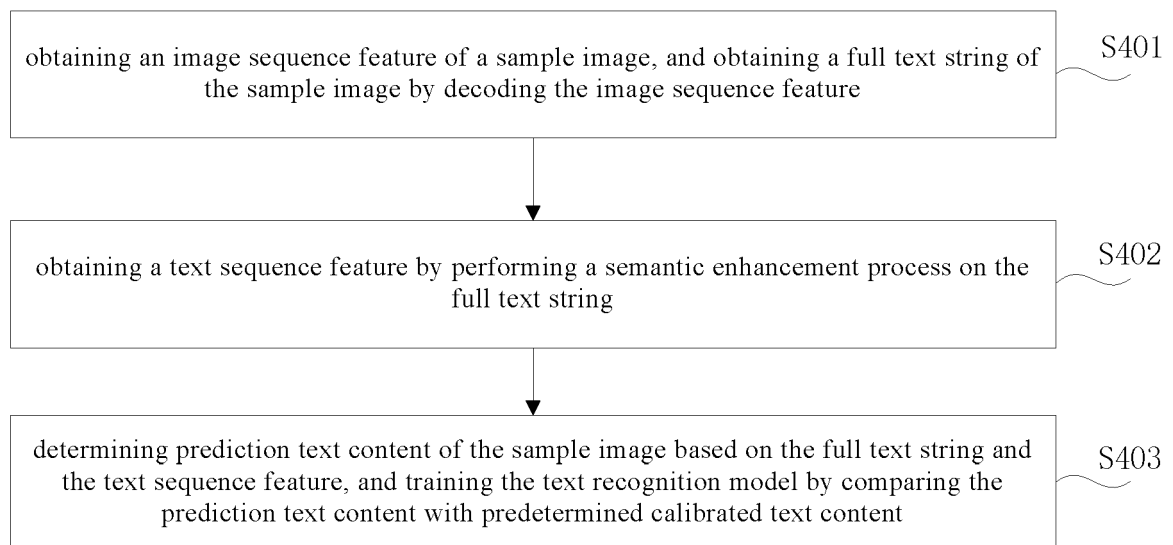 obtaining an image sequence feature of a sample image, and obtaining a full text string of
the sample image by decoding the image sequence feature
S401
obtaining a text sequence feature by performing a semantic enhancement process on the
full text string
S402
determining prediction text content of the sample image based on the full text string and
the text sequence feature, and training the text recognition model by comparing the
prediction text content with predetermined calibrated text content
S403